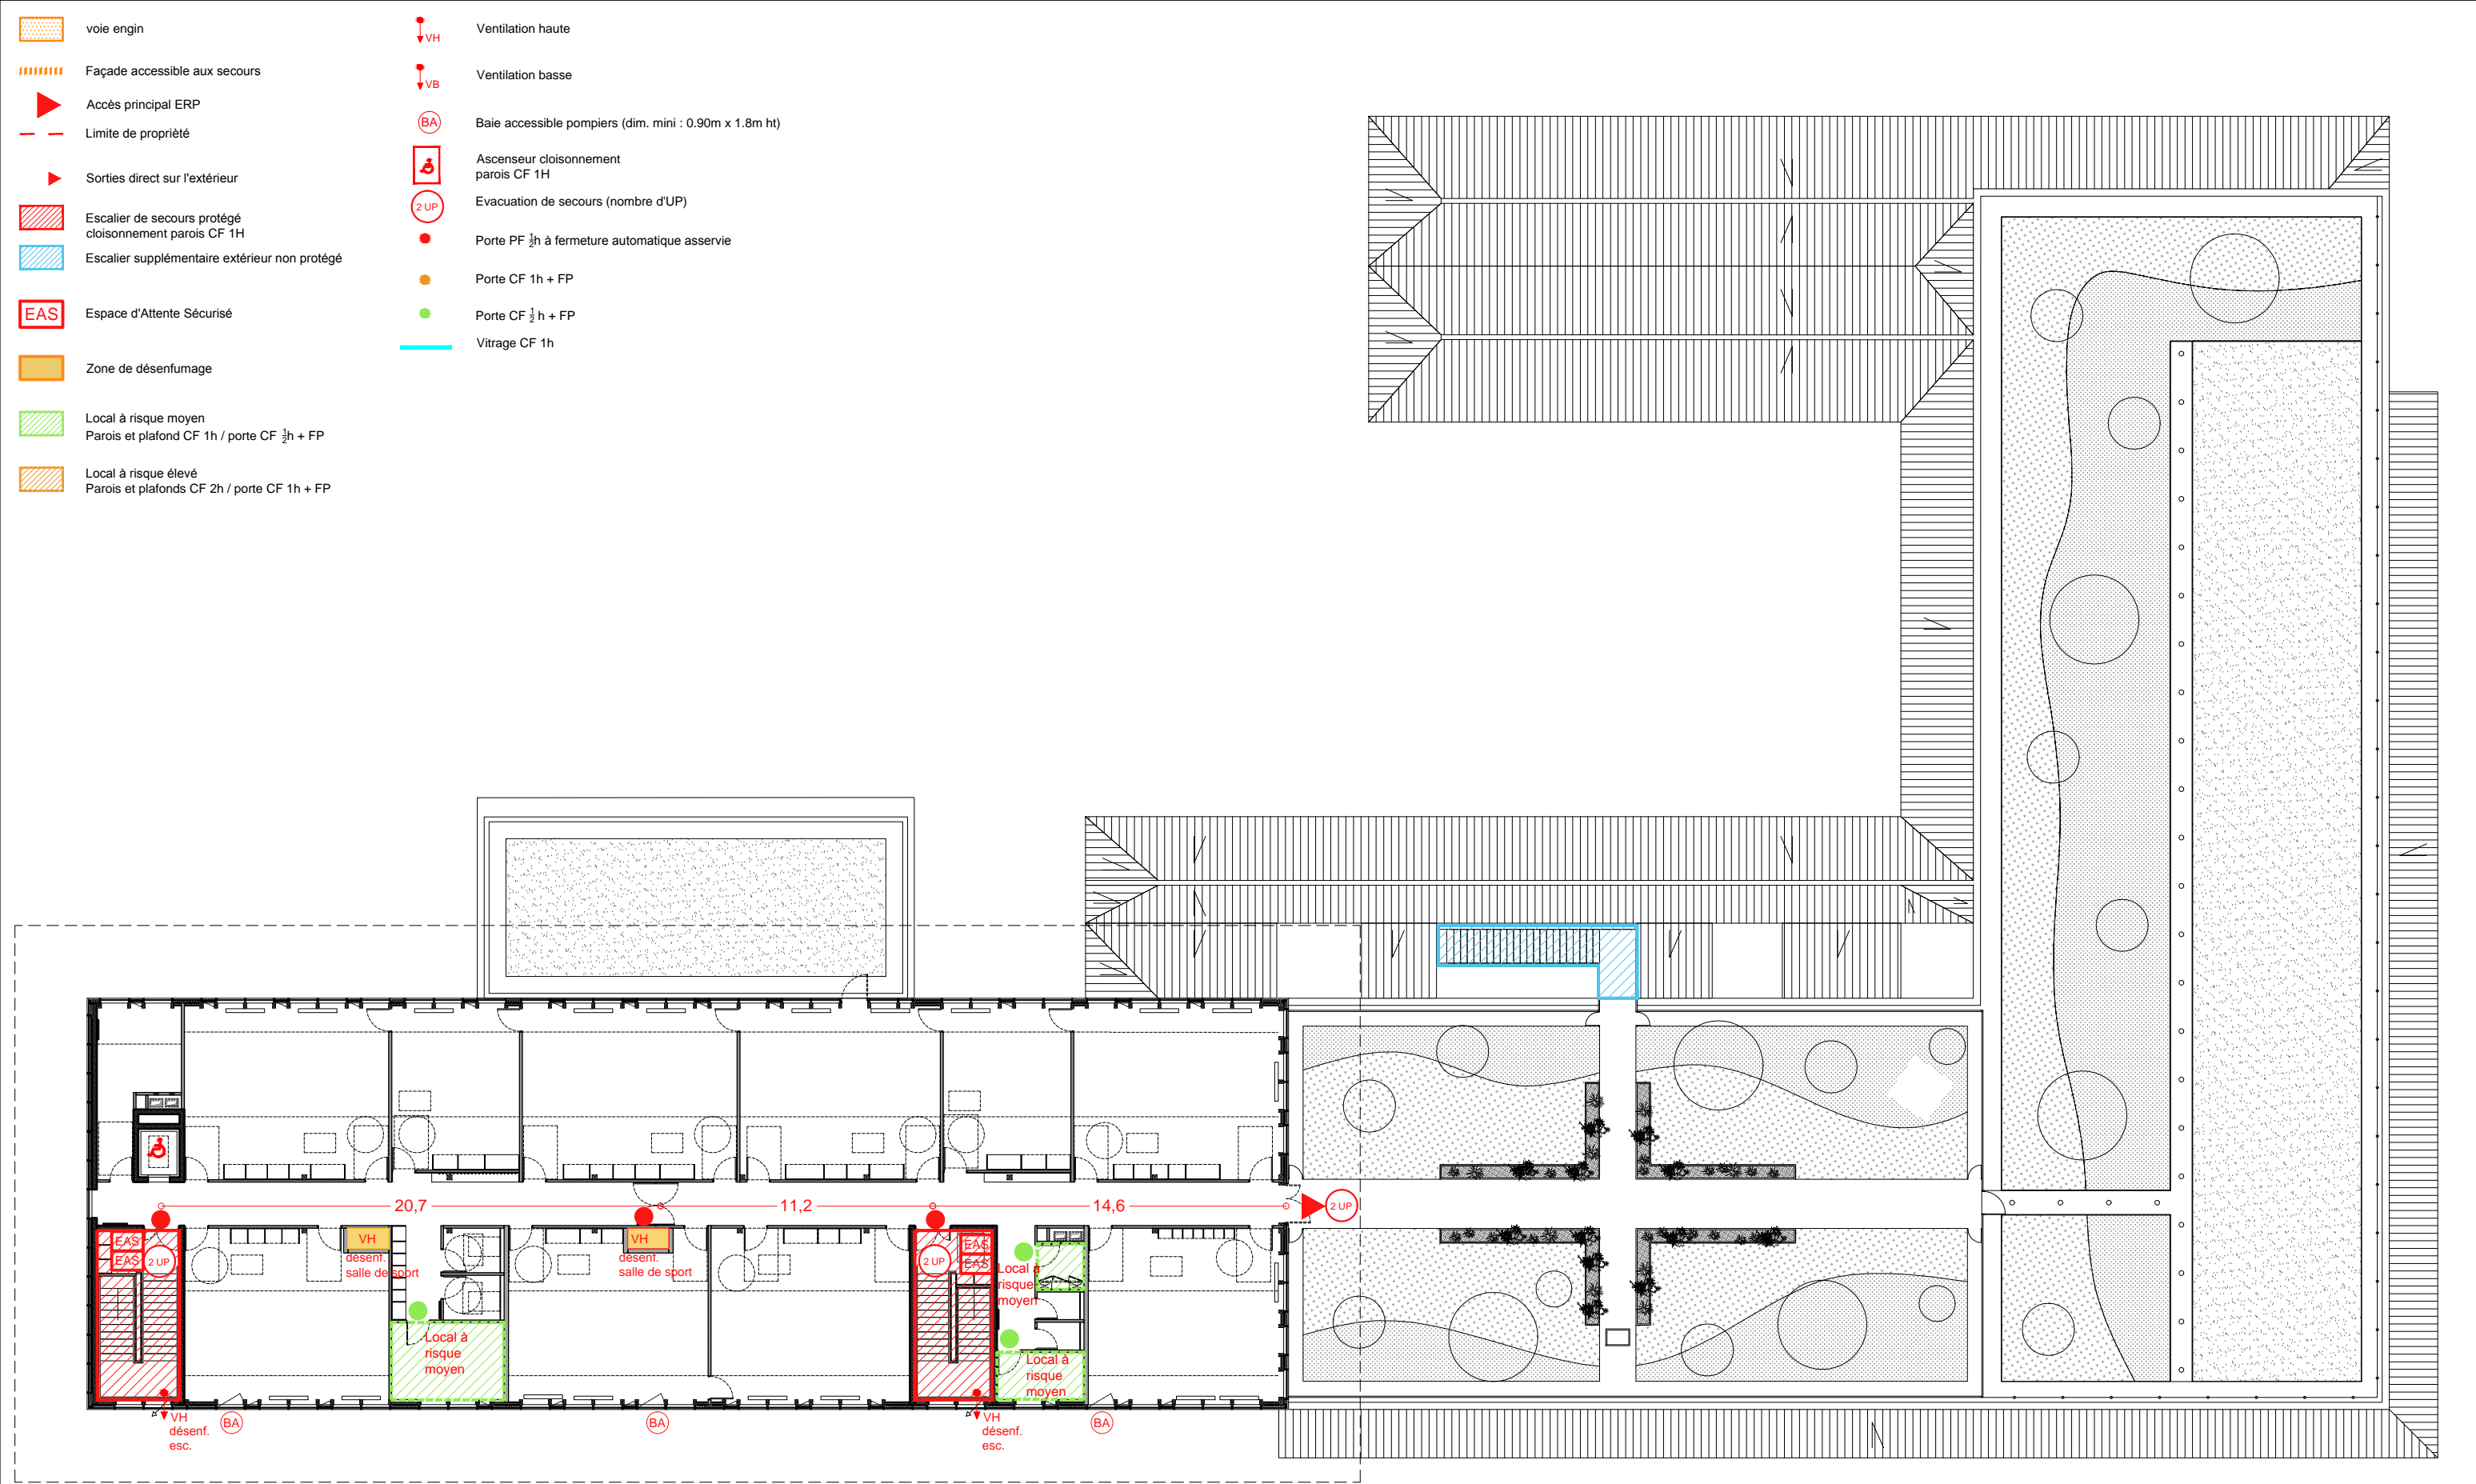 voie engin
Façade accessible aux secours
Accès principal ERP
Limite de propriété
Sorties direct sur l'extérieur
Escalier de secours protégé
cloisonnement parois CF 1H
Escalier supplémentaire extérieur non protégé
EAS
Espace d'Attente Sécurisé
Zone de désenfumage
Local à risque moyen
Parois et plafond CF 1h / porte CF ½h + FP
Local à risque élevé
Parois et plafonds CF 2h / porte CF 1h + FP
VH
Ventilation haute
VB
Ventilation basse
BA
Baie accessible pompiers (dim. mini : 0.90m x 1.8m ht)
Ascenseur cloisonnement
parois CF 1H
2 UP
Evacuation de secours (nombre d'UP)
Porte PF ½h à fermeture automatique asservie
Porte CF 1h + FP
Porte CF ½ h + FP
Vitrage CF 1h
20,7
11,2
14,6
2 UP
EAS
EAS
2 UP
VH
désenf.
salle de sport
VH
désenf.
salle de sport
2 UP
EAS
EAS
Local à
risque
moyen
Local à
risque
moyen
Local à
risque
moyen
VH
désenf.
esc.
BA
BA
VH
désenf.
esc.
BA